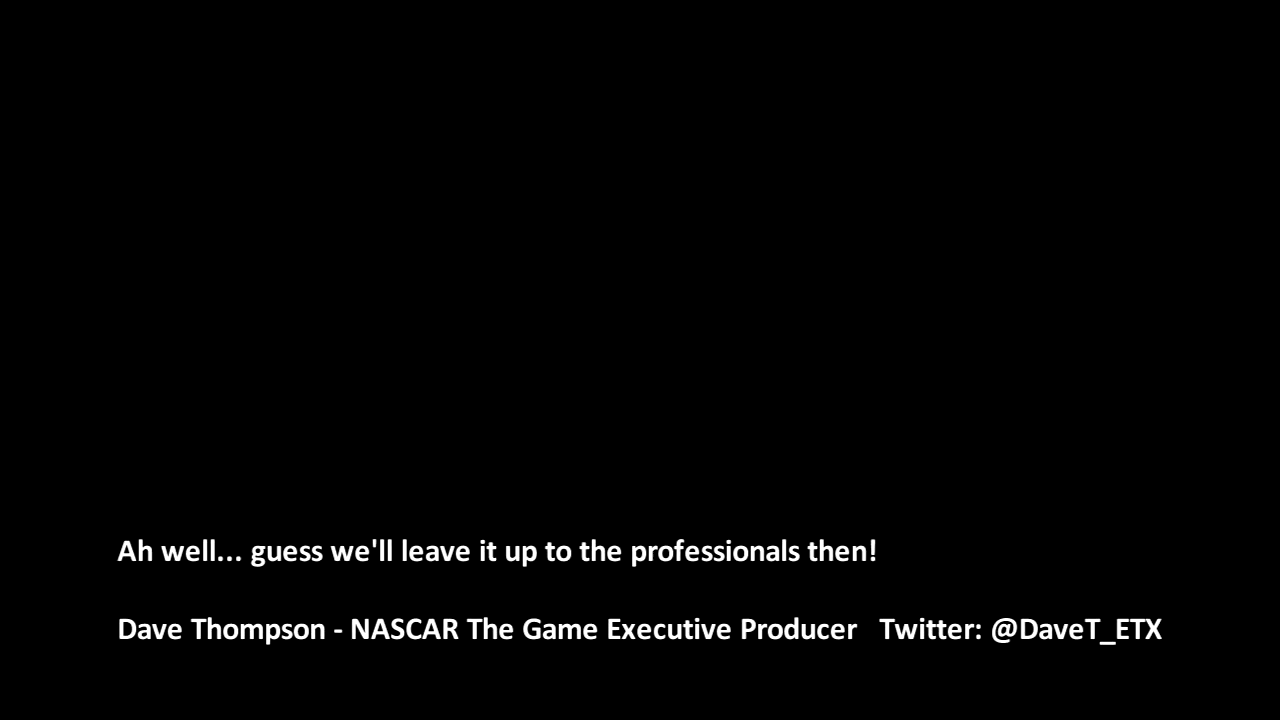 Ah well... guess we'll leave it up to the professionals then!
Dave Thompson - NASCAR The Game Executive Producer   Twitter: @DaveT_ETX